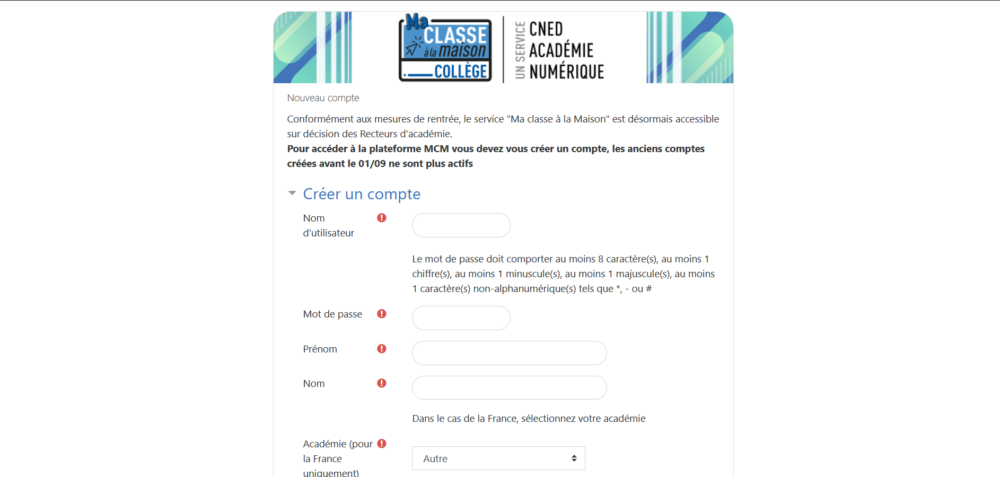 Ma
CLASSE
à la maison
COLLÈGE
UN SERVICE
CNED
ACADÉMIE
NUMÉRIQUE
Nouveau compte
Conformément aux mesures de rentrée, le service "Ma classe à la Maison" est désormais accessible
sur décision des Recteurs d'académie.
Pour accéder à la plateforme MCM vous devez vous créer un compte, les anciens comptes
créées avant le 01/09 ne sont plus actifs
Créer un compte
Nom
d'utilisateur
Le mot de passe doit comporter au moins 8 caractère(s), au moins 1
chiffre(s), au moins 1 minuscule(s), au moins 1 majuscule(s), au moins
1 caractère(s) non-alphanumérique(s) tels que *, - ou #
Mot de passe
Prénom
Nom
Dans le cas de la France, sélectionnez votre académie
Académie (pour
la France
uniquement)
Autre